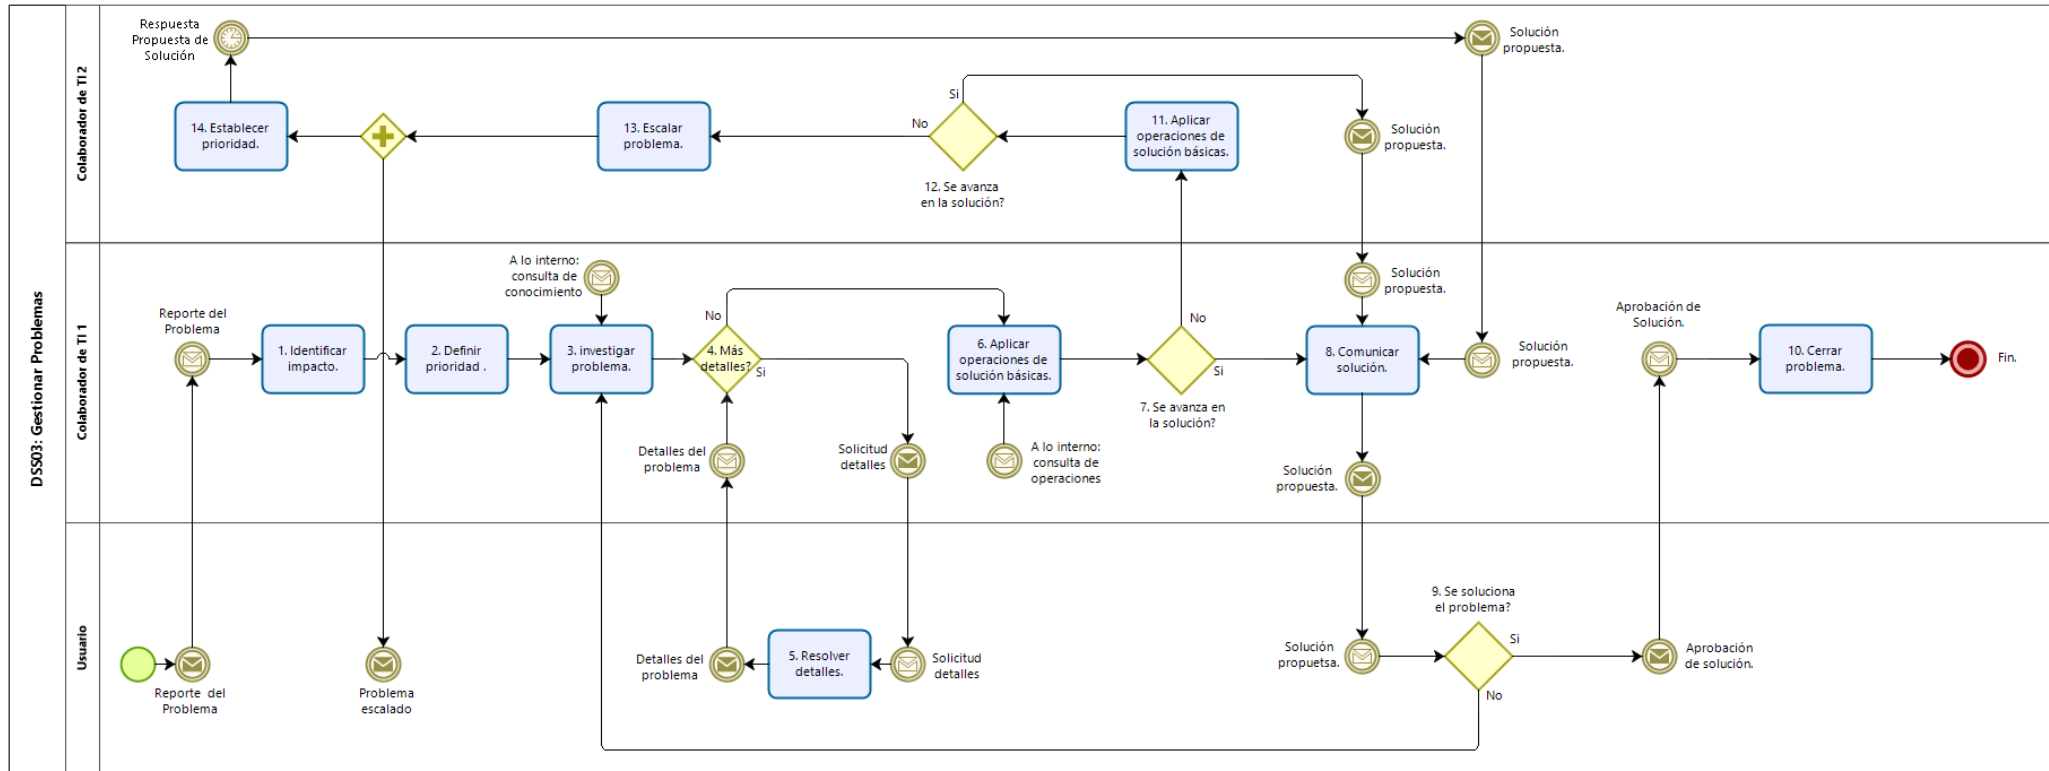 DSS03: Gestionar Problemas
Colaborador de TI 2
Respuesta
Propuesta de
Solución
Solución
propuesta.
14. Establecer
prioridad.
13. Escalar
problema.
No
Si
12. Se avanza
en la solución?
11. Aplicar
operaciones de
solución básicas.
Solución
propuesta.
Colaborador de TI 1
Reporte del
Problema
1. Identificar
impacto.
2. Definir
prioridad .
A lo interno:
consulta de
conocimiento
3. investigar
problema.
No
4. Más
detalles?
Si
Detalles del
problema
Solicitud
detalles
6. Aplicar
operaciones de
solución básicas.
A lo interno:
consulta de
operaciones
No
Si
7. Se avanza en
la solución?
Solución
propuesta.
8. Comunicar
solución.
Solución
propuesta.
Solución
propuesta.
Aprobación de
Solución.
10. Cerrar
problema.
Fin.
Usuario
Reporte del
Problema
Problema
escalado
Detalles del
problema
5. Resolver
detalles.
Solicitud
detalles
Solución
propuetsa.
9. Se soluciona
el problema?
Si
No
Aprobación
de solución.